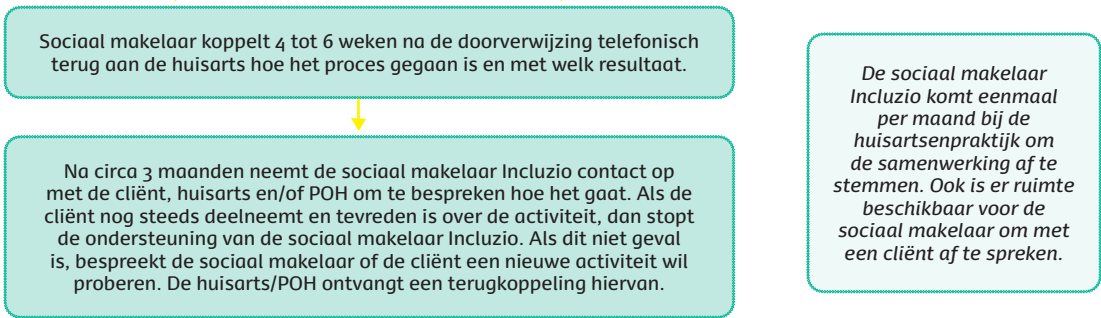 Sociaal makelaar koppelt 4 tot 6 weken na de doorverwijzing telefonisch
terug aan de huisarts hoe het proces gegaan is en met welk resultaat.
Na circa 3 maanden neemt de sociaal makelaar Incluzio contact op
met de cliënt, huisarts en/of POH om te bespreken hoe het gaat. Als de
cliënt nog steeds deelneemt en tevreden is over de activiteit, dan stopt
de ondersteuning van de sociaal makelaar Incluzio. Als dit niet geval
is, bespreekt de sociaal makelaar of de cliënt een nieuwe activiteit wil
proberen. De huisarts/POH ontvangt een terugkoppeling hiervan.
De sociaal makelaar
Incluzio komt eenmaal
per maand bij de
huisartsenpraktijk om
de samenwerking af te
stemmen. Ook is er ruimte
beschikbaar voor de
sociaal makelaar om met
een cliënt af te spreken.